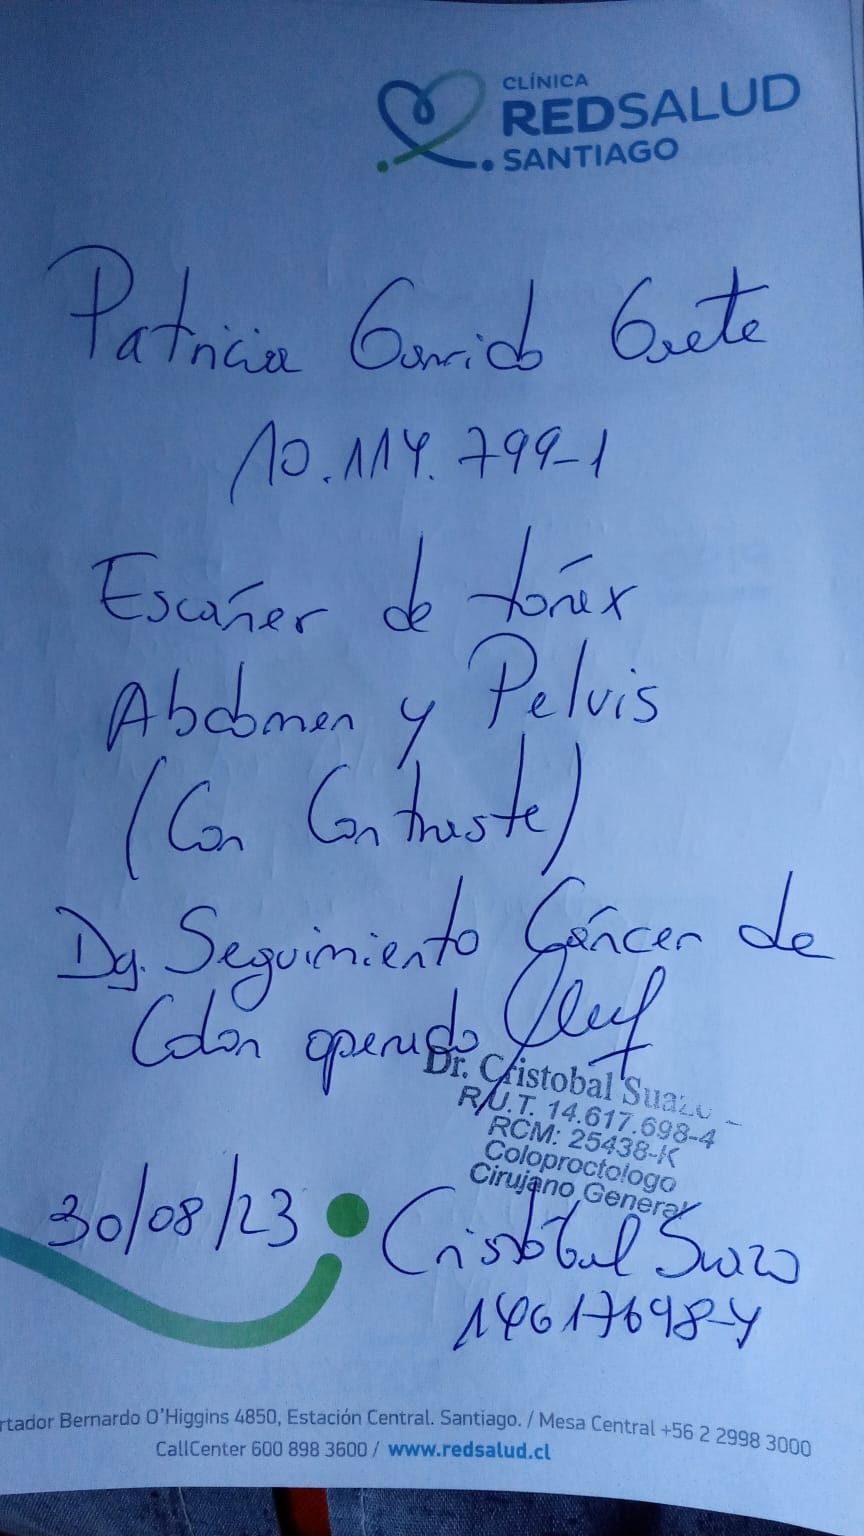 CLÍNICA
REDSALUD
SANTIAGO
Patricia Garrido
10.114.799-1
Escáner de tórax
Abdomen y Pelvis
(Con Contraste)
Dg. Seguimiento Cáncer de
Colon operado
Dr. Cristobal Suazo
R.U.T. 14.617.698-4
RCM: 25438-K
Coloproctologo
Cirujano General
30/08/23
Cristóbal Suazo
14617698-4
rtador Bernardo O'Higgins 4850, Estación Central. Santiago. / Mesa Central +56 2 2998 3000
CallCenter 600 898 3600 / www.redsalud.cl